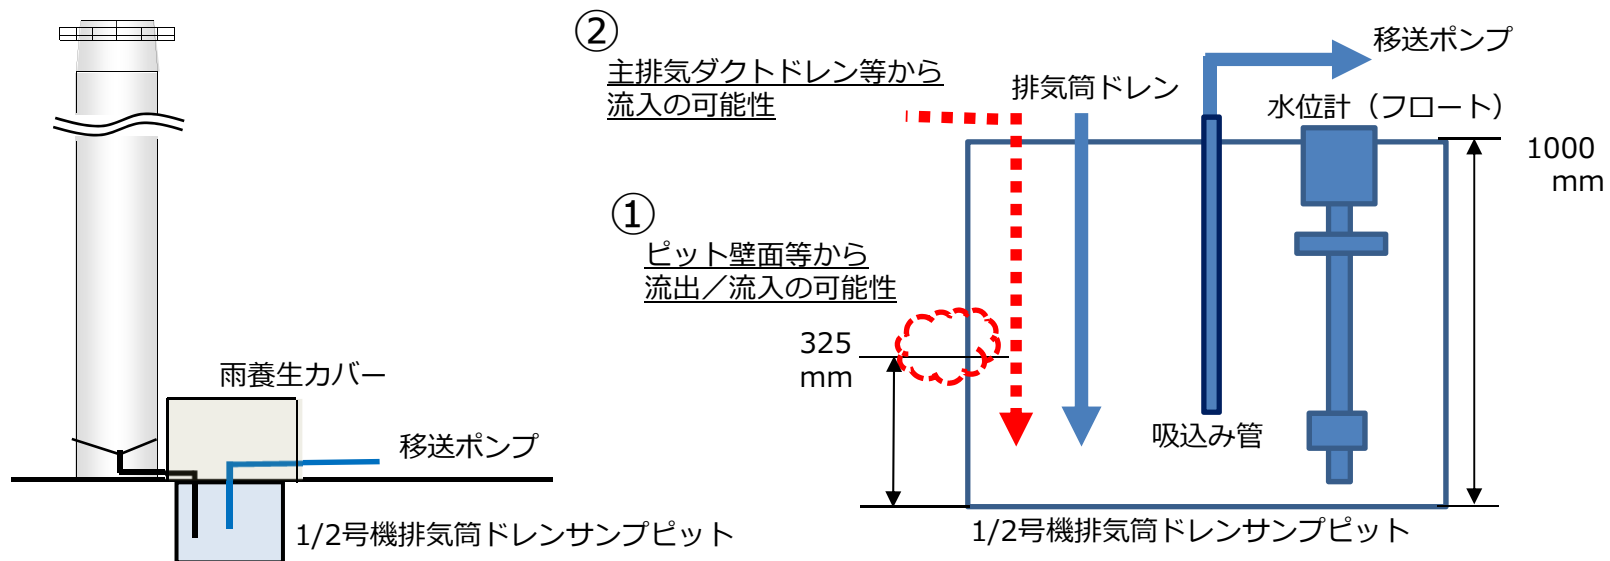 雨養生カバー
移送ポンプ
1/2号機排気筒ドレンサンプピット
②
主排気ダクトドレン等から
流入の可能性
①
ピット壁面等から
流出／流入の可能性
325
mm
排気筒ドレン
移送ポンプ
水位計（フロート）
1000
mm
吸込み管
1/2号機排気筒ドレンサンプピット